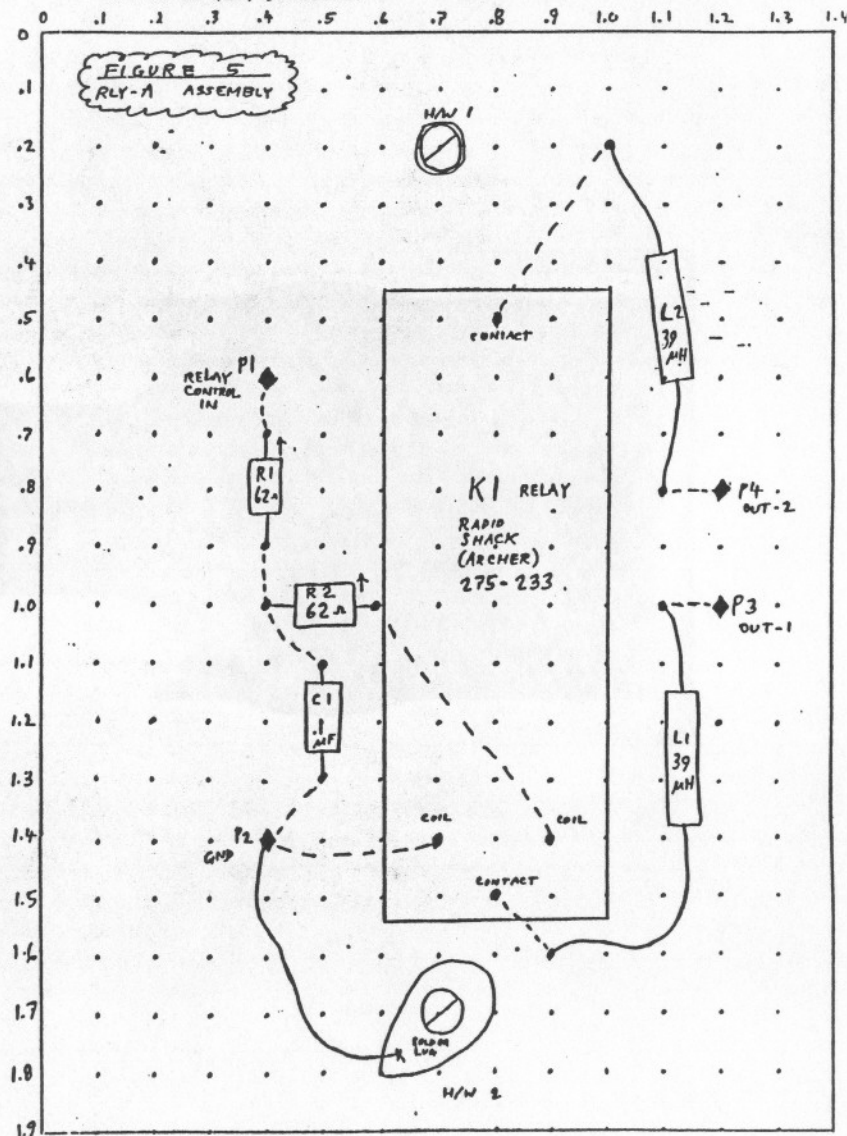 0 .1 .2 .3 .4 .5 .6 .7 .8 .9 1.0 1.1 1.2 1.3 1.4
0
.1
.2
.3
.4
.5
.6
.7
.8
.9
1.0
1.1
1.2
1.3
1.4
1.5
1.6
1.7
1.8
1.9
FIGURE 5
RLY-A ASSEMBLY
H/W 1
CONTACT
L2
39
µH
P1
RELAY
CONTROL
IN
R1
62Ω
K1 RELAY
RADIO
SHACK
(ARCHER)
275-233
P4
OUT-2
R2
62Ω
P3
OUT-1
C1
.1
µF
L1
39
µH
P2
GND
COIL
COIL
CONTACT
SOLDER
LUG
H/W 2